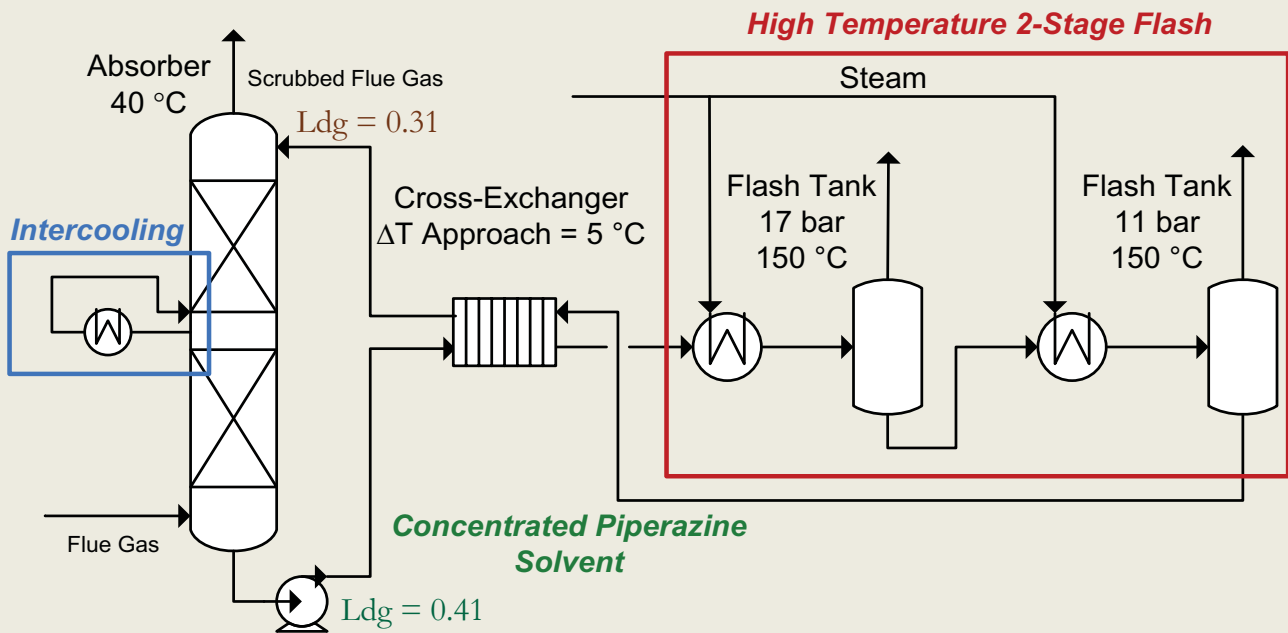 High Temperature 2-Stage Flash
Absorber
40 °C
Scrubbed Flue Gas
Steam
Ldg = 0.31
Flash Tank
17 bar
150 °C
Flash Tank
11 bar
150 °C
Cross-Exchanger
ΔT Approach = 5 °C
Intercooling
Concentrated Piperazine
Solvent
Flue Gas
Ldg = 0.41